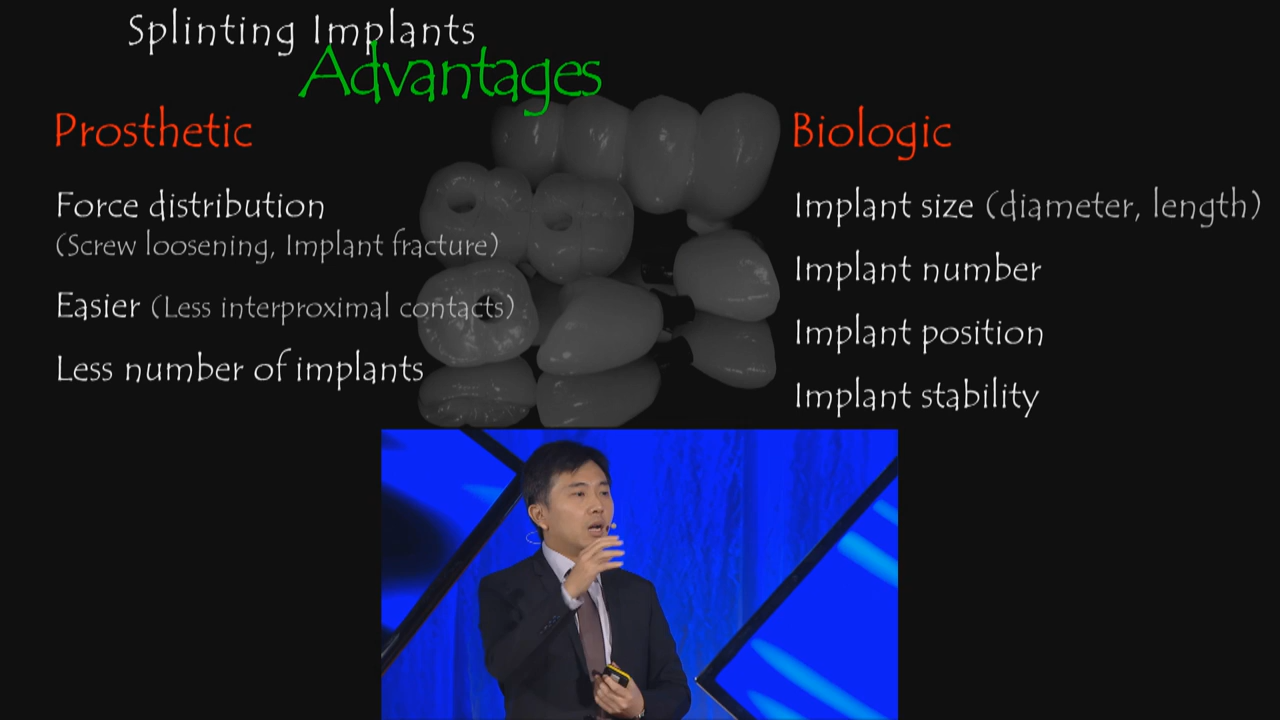 Splinting Implants
Advantages
Prosthetic
Force distribution
(Screw loosening, Implant fracture)
Easier (Less interproximal contacts)
Less number of implants
Biologic
Implant size (diameter, length)
Implant number
Implant position
Implant stability